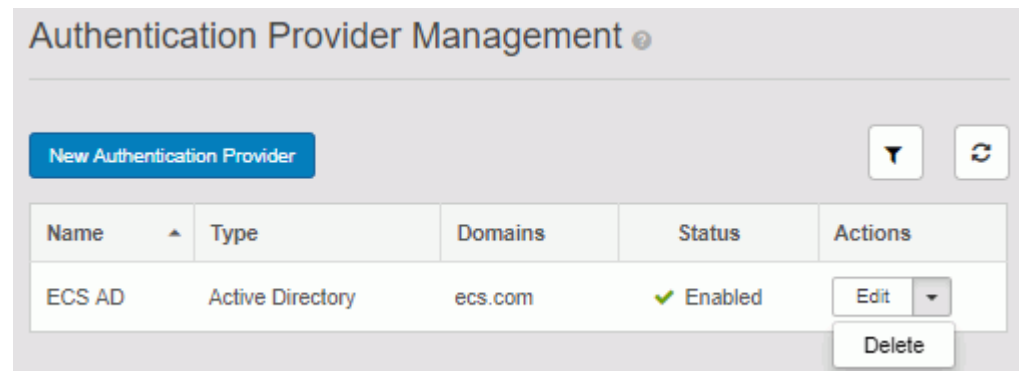 Authentication Provider Management
New Authentication Provider
Name Type Domains Status Actions
ECS AD Active Directory ecs.com Enabled Edit
Delete